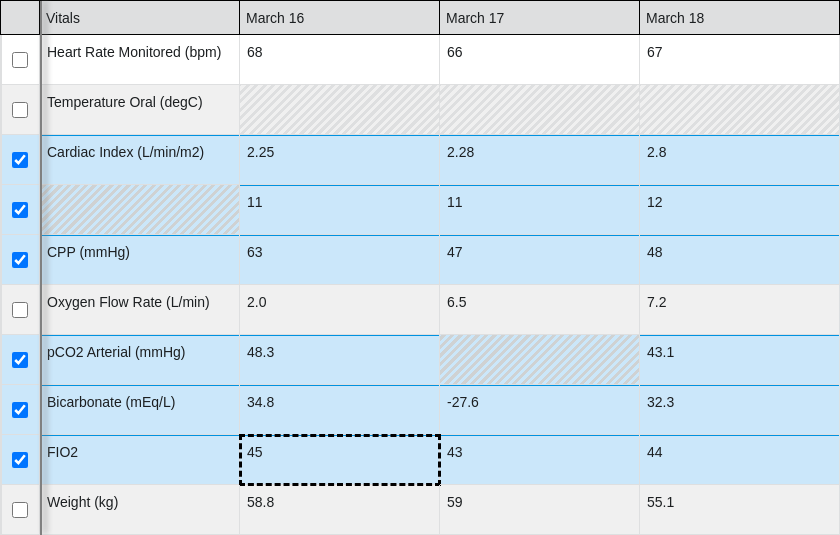 Vitals March 16 March 17 March 18
Heart Rate Monitored (bpm) 68 66 67
Temperature Oral (degC)
Cardiac Index (L/min/m2) 2.25 2.28 2.8
11 11 12
CPP (mmHg) 63 47 48
Oxygen Flow Rate (L/min) 2.0 6.5 7.2
pCO2 Arterial (mmHg) 48.3 43.1
Bicarbonate (mEq/L) 34.8 -27.6 32.3
FIO2 45 43 44
Weight (kg) 58.8 59 55.1